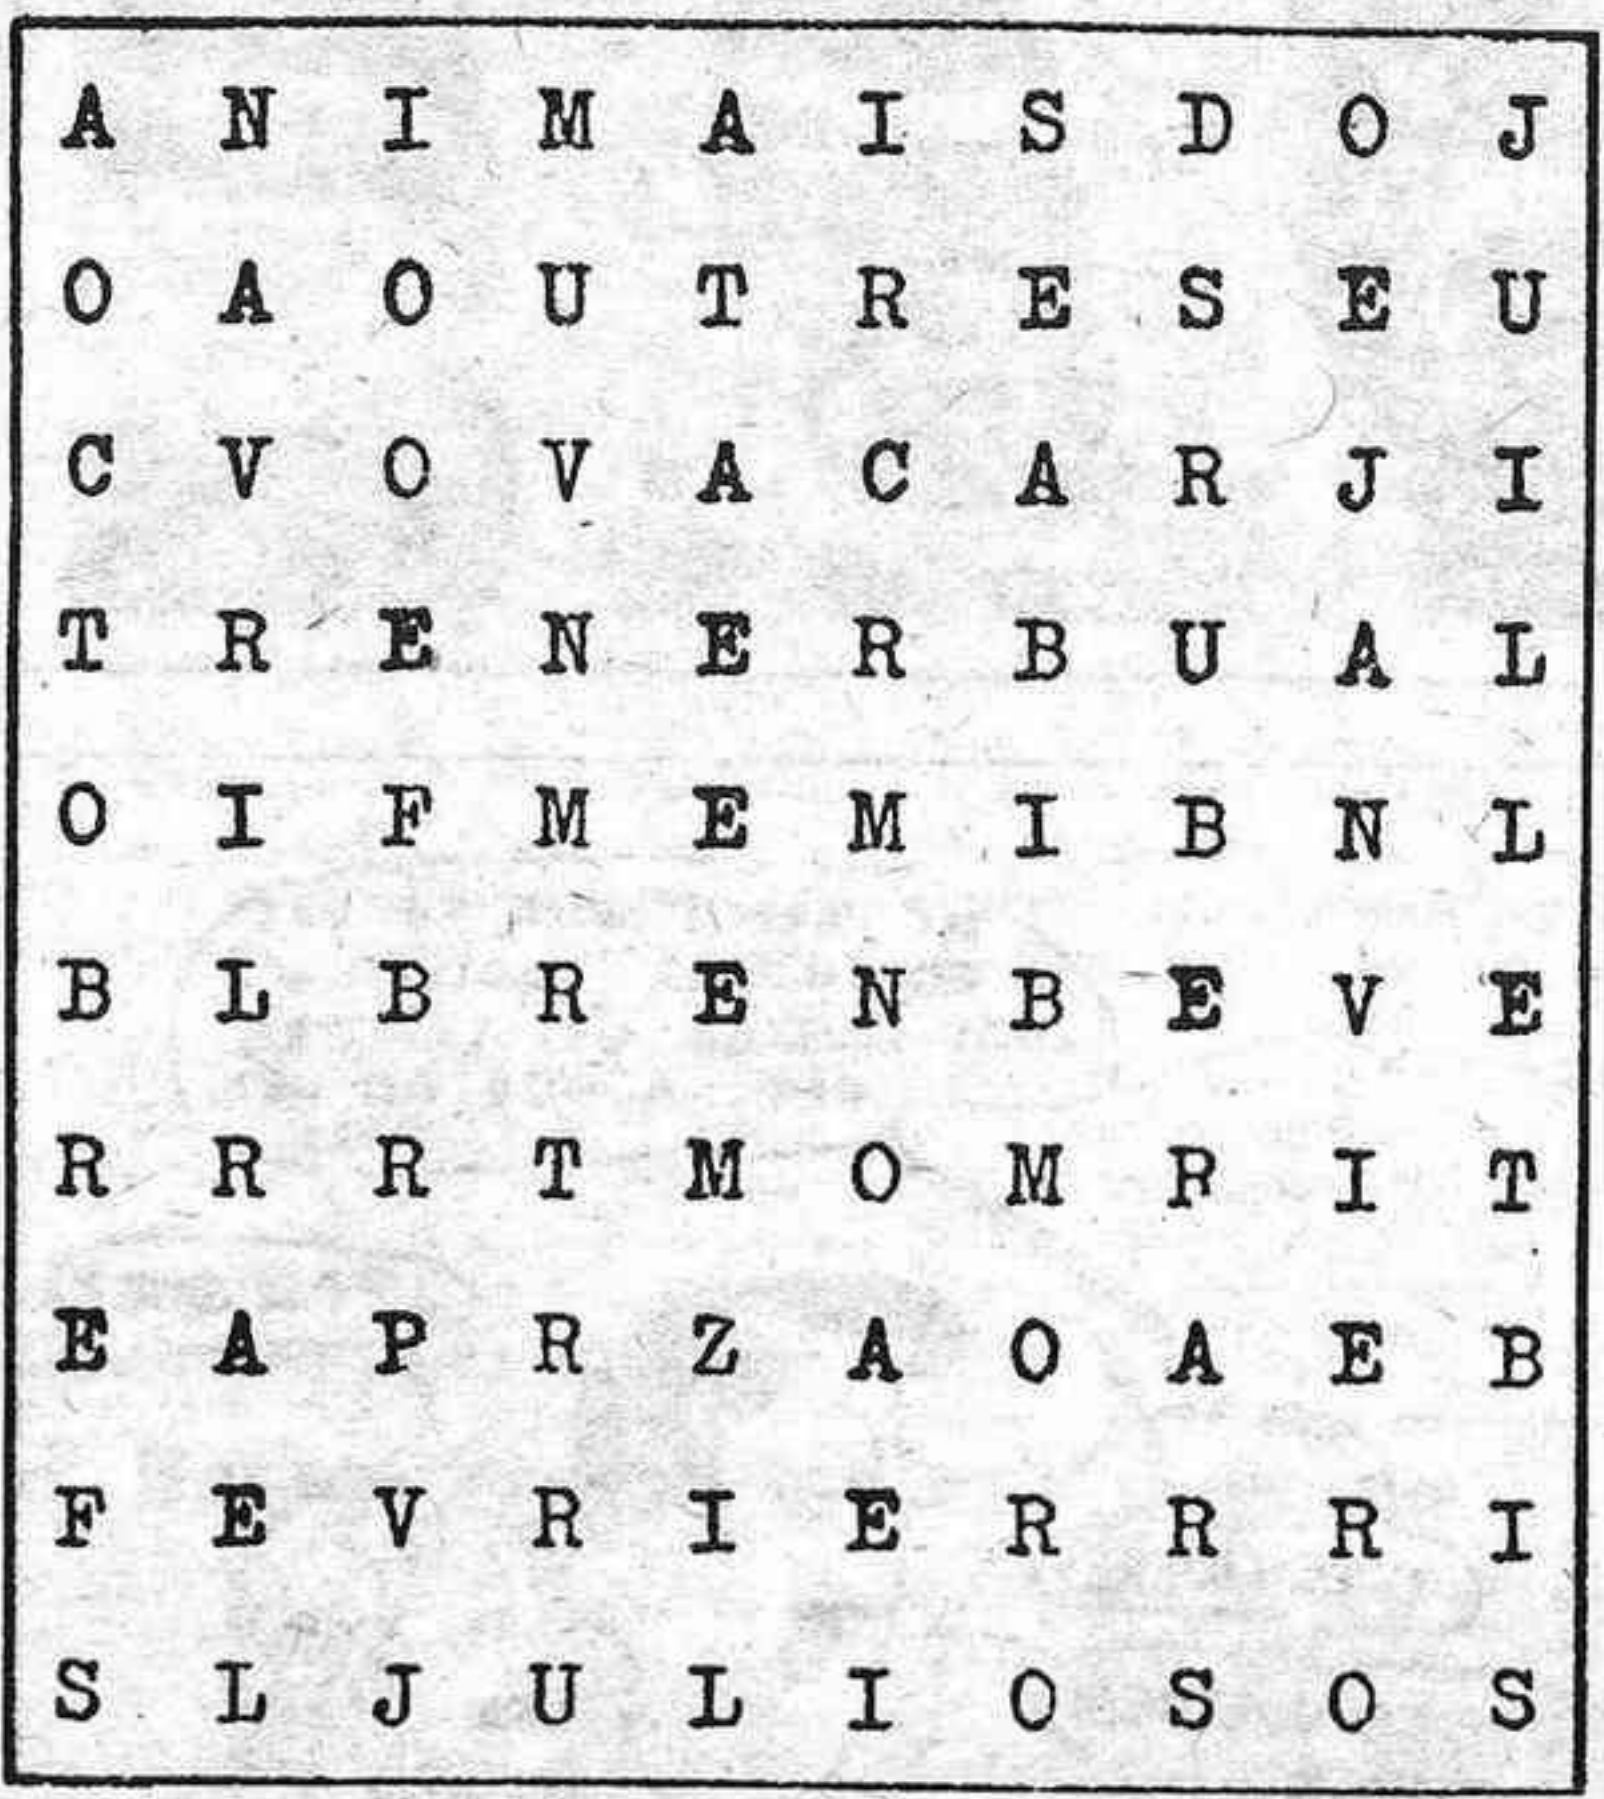 A N I M A I S D O J
O A O U T R E S E U
C V O V A C A R J I
T R E N E R B U A L
O I F M E M I B N L
B L B R E N B E V E
R R R T M O M R I T
E A P R Z A O A E B
F E V R I E R R R I
S L J U L I O S O S